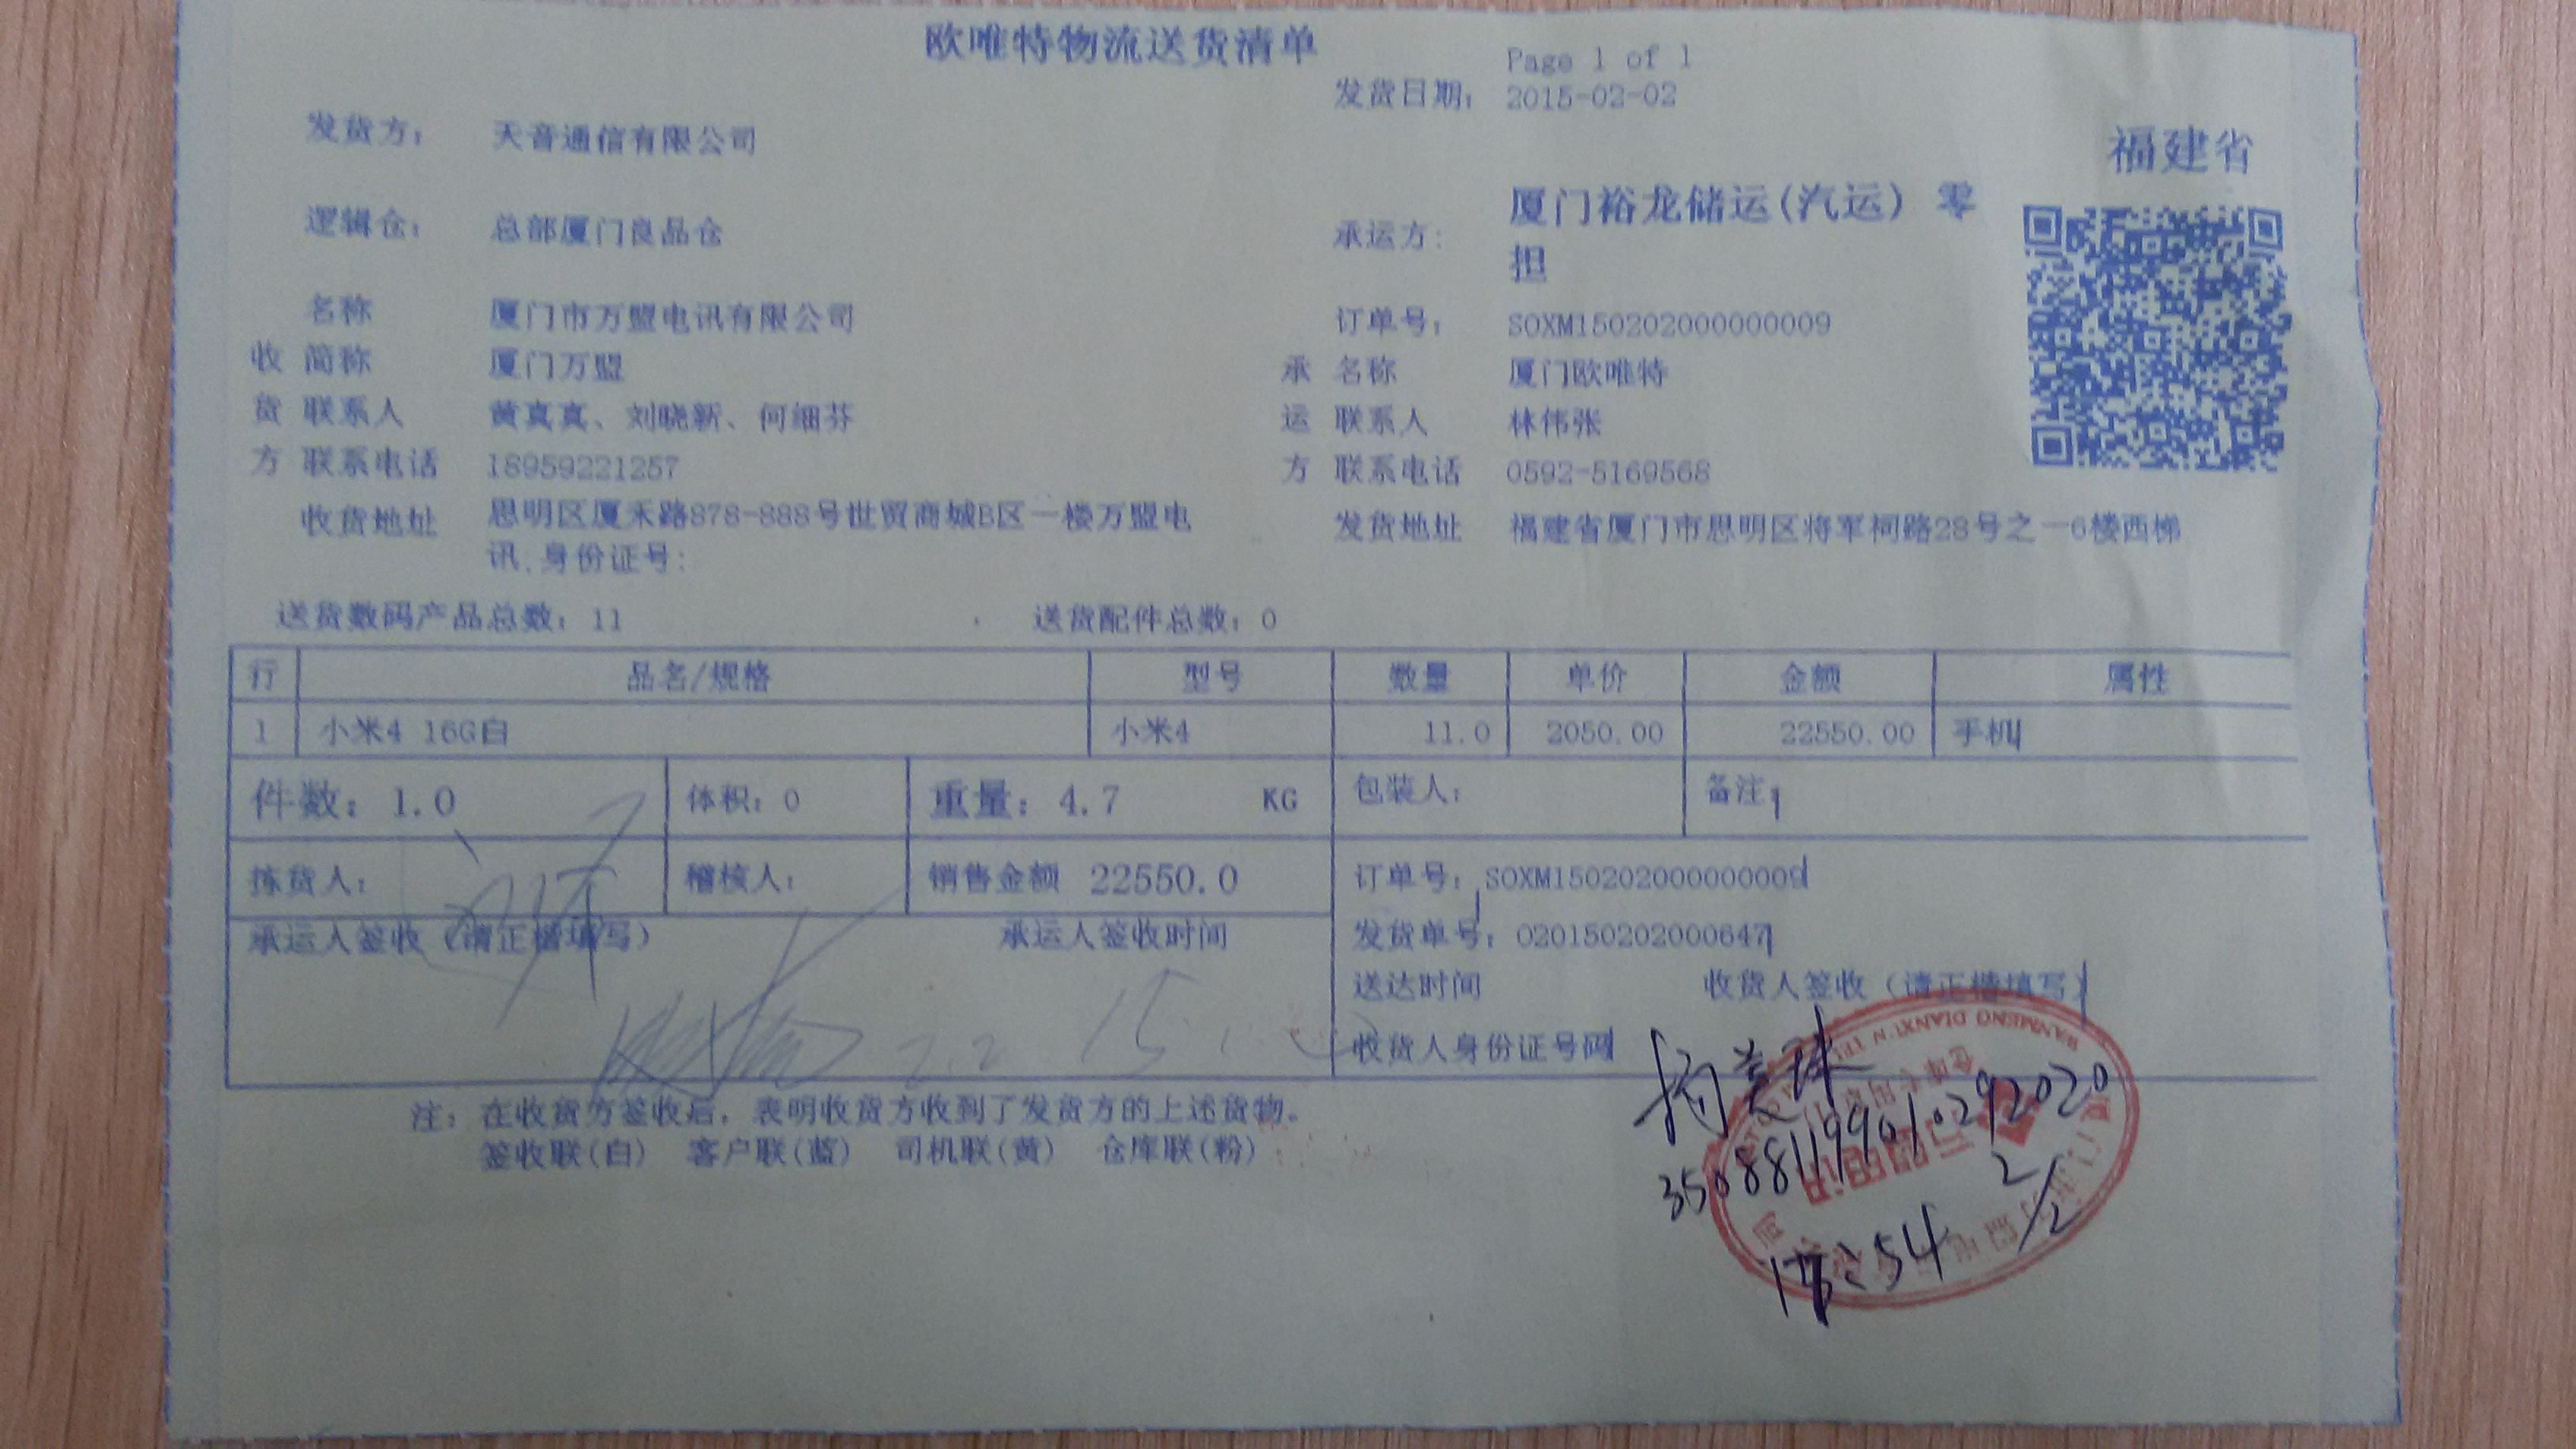 欧唯特物流送货清单
Page 1 of 1
发货日期: 2015-02-02
发货方: 天音通信有限公司
福建省
逻辑仓: 总部厦门良品仓
承运方: 厦门裕龙储运(汽运) 零
担
名称 厦门市万盟电讯有限公司
订单号: SOXM150202000000009
收 简称 厦门万盟
承 名称 厦门欧唯特
货 联系人 黄真真、刘晓新、何细芬
运 联系人 林伟张
方 联系电话 18959221257
方 联系电话 0592-5169568
收货地址 思明区厦禾路878-888号世贸商城B区一楼万盟电
讯.身份证号:
发货地址 福建省厦门市思明区将军祠路28号之一6楼西梯
送货数码产品总数: 11 送货配件总数: 0
行 品名/规格 型号 数量 单价 金额 属性
1 小米4 16G白 小米4 11.0 2050.00 22550.00 手机
件数: 1.0 体积: 0 重量: 4.7 KG 包装人: 备注:
拣货人: 稽核人: 销售金额 22550.0 订单号: SOXM150202000000009
承运人签收（请正楷填写） 承运人签收时间
发货单号: 020150202000647
送达时间 收货人签收（请正楷填写）
收货人身份证号码
2.2 15
注: 在收货方签收后，表明收货方收到了发货方的上述货物。
签收联(白) 客户联(蓝) 司机联(黄) 仓库联(粉)